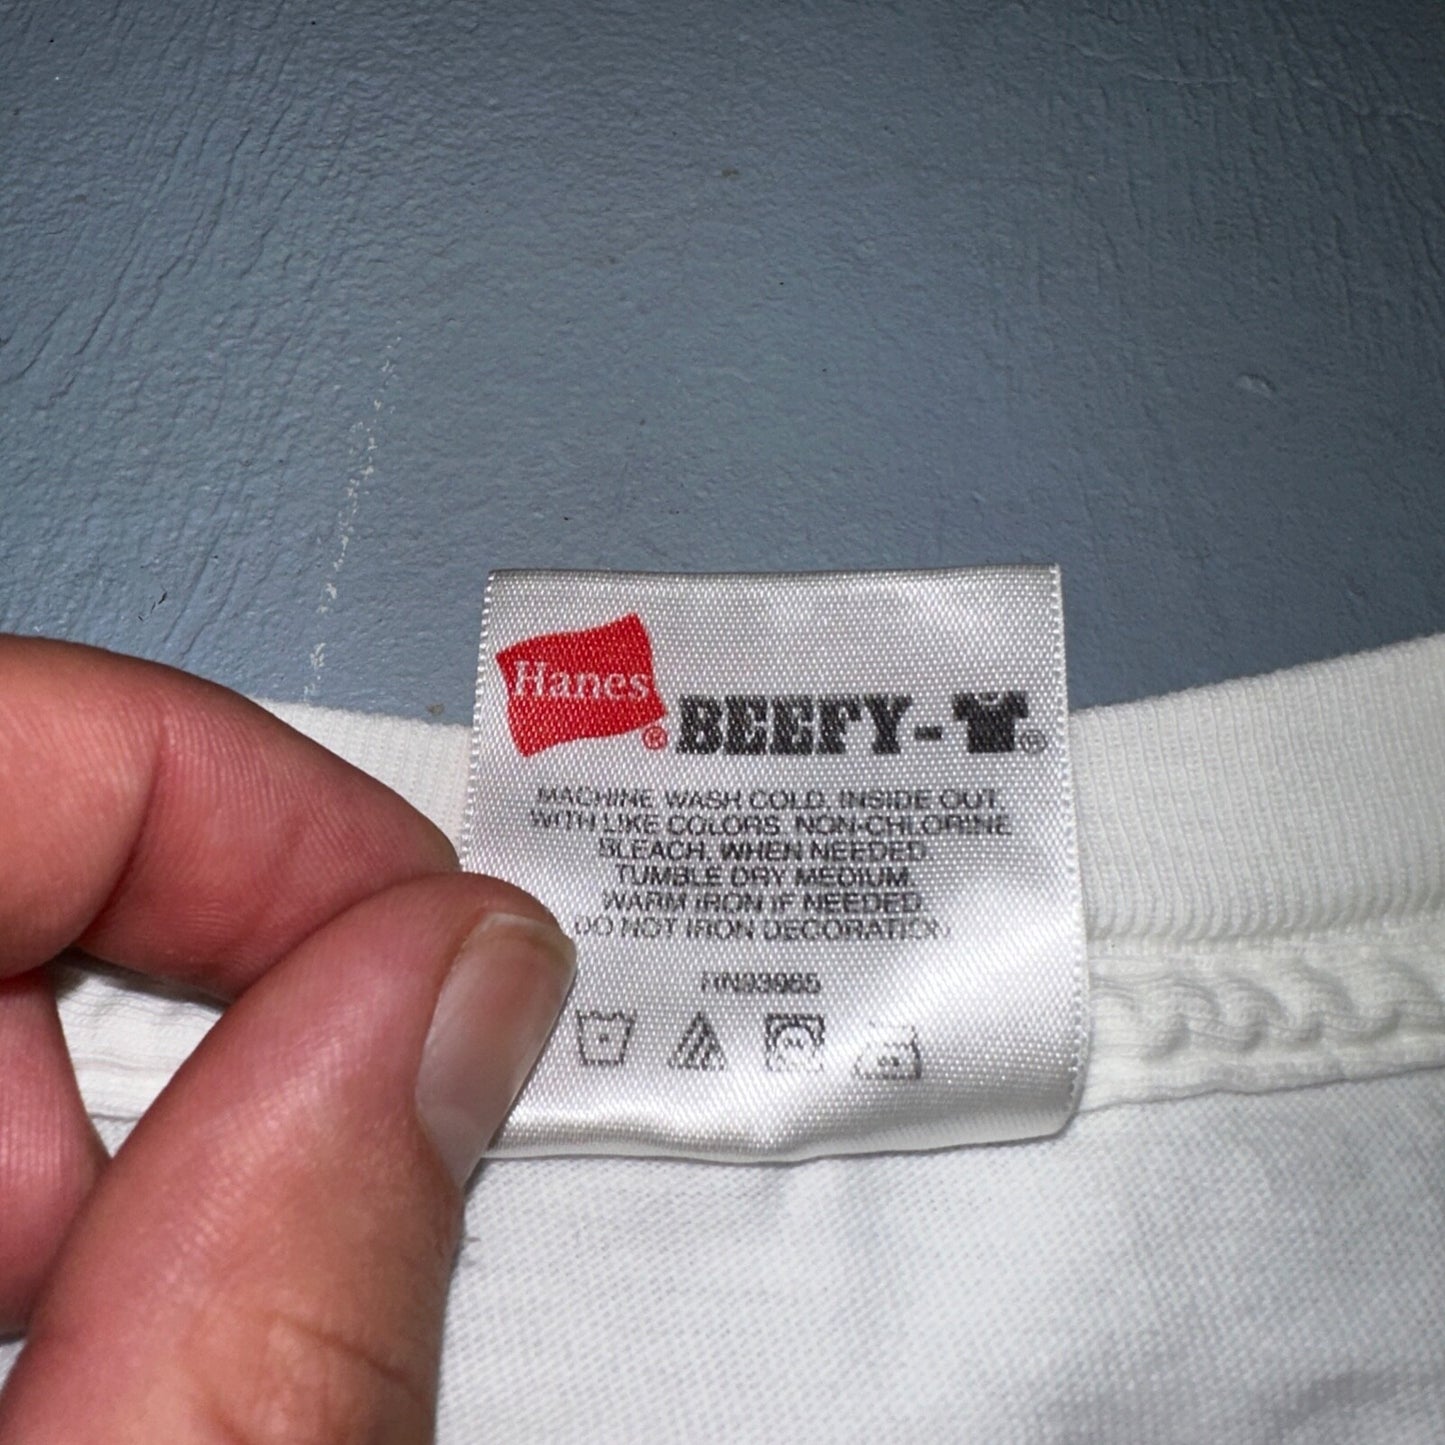 Hanes®
BEEFY-®
MACHINE WASH COLD, INSIDE OUT,
WITH LIKE COLORS. NON-CHLORINE
BLEACH, WHEN NEEDED.
TUMBLE DRY MEDIUM.
WARM IRON IF NEEDED.
DO NOT IRON DECORATION.
RN93965